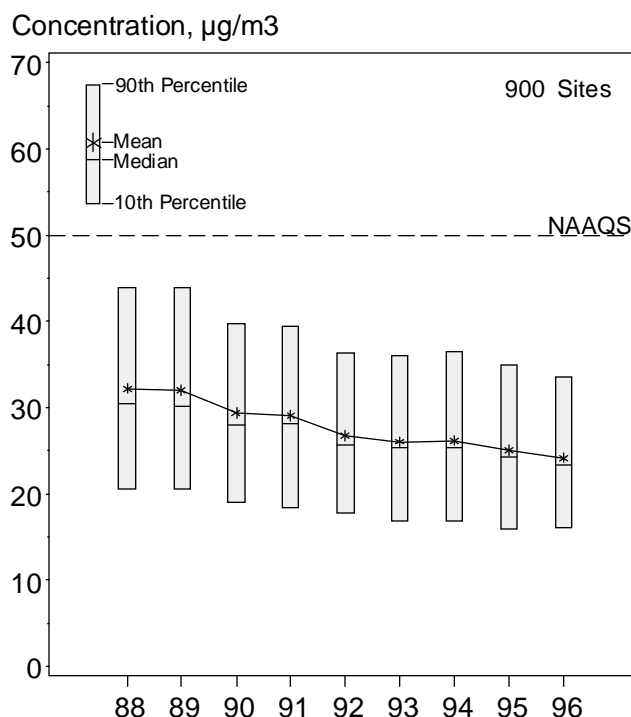 Concentration, µg/m3
70
90th Percentile
900 Sites
60
Mean
Median
10th Percentile
50
NAAQS
40
30
20
10
0
88 89 90 91 92 93 94 95 96